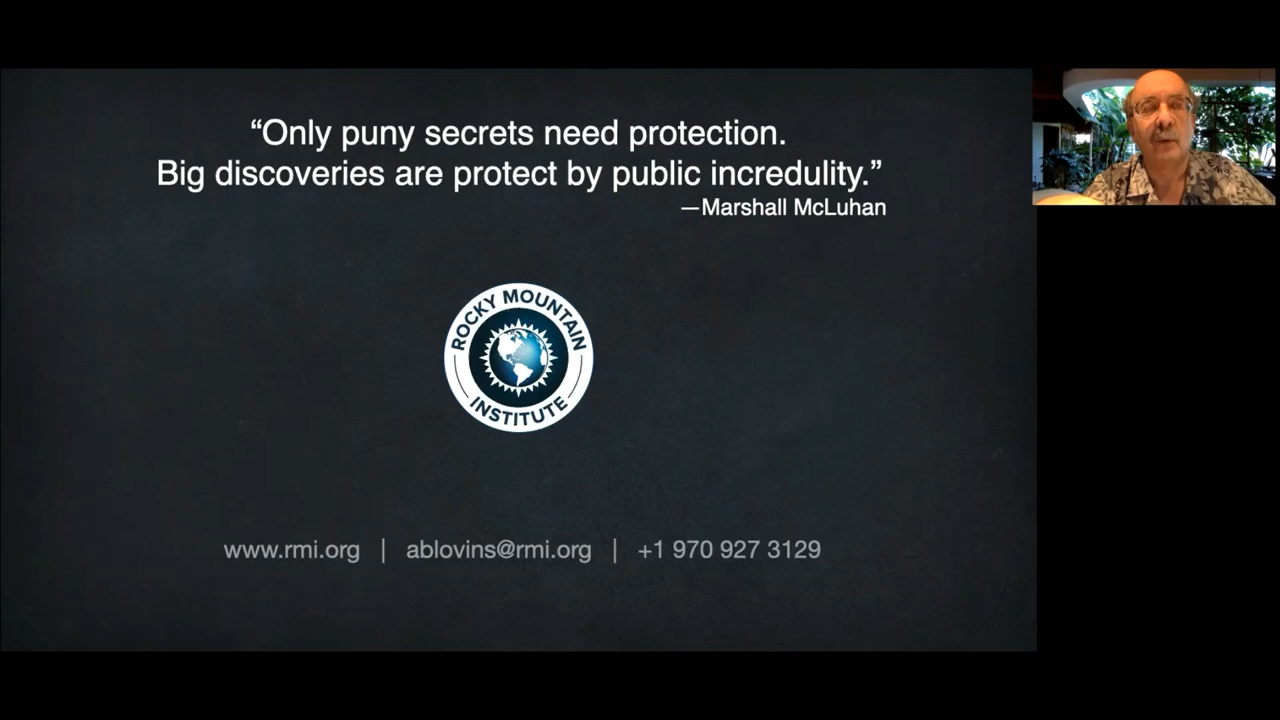 “Only puny secrets need protection.
Big discoveries are protect by public incredulity.”
—Marshall McLuhan
ROCKY MOUNTAIN
INSTITUTE
www.rmi.org | ablovins@rmi.org | +1 970 927 3129